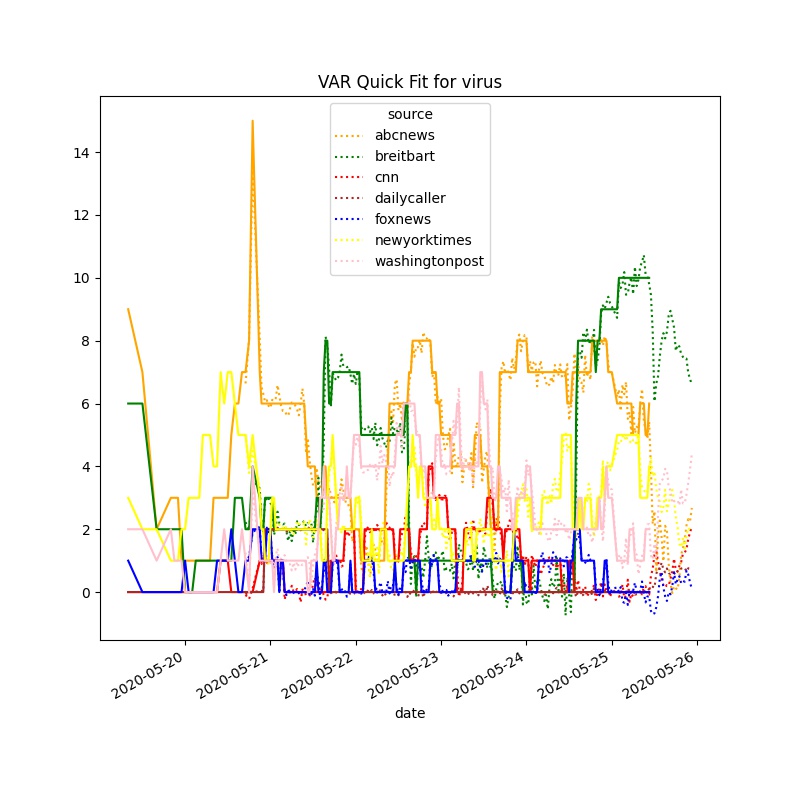 VAR Quick Fit for virus
source
abcnews
breitbart
cnn
dailycaller
foxnews
newyorktimes
washingtonpost
14
12
10
8
6
4
2
0
2020-05-20
2020-05-21
2020-05-22
2020-05-23
2020-05-24
2020-05-25
2020-05-26
date